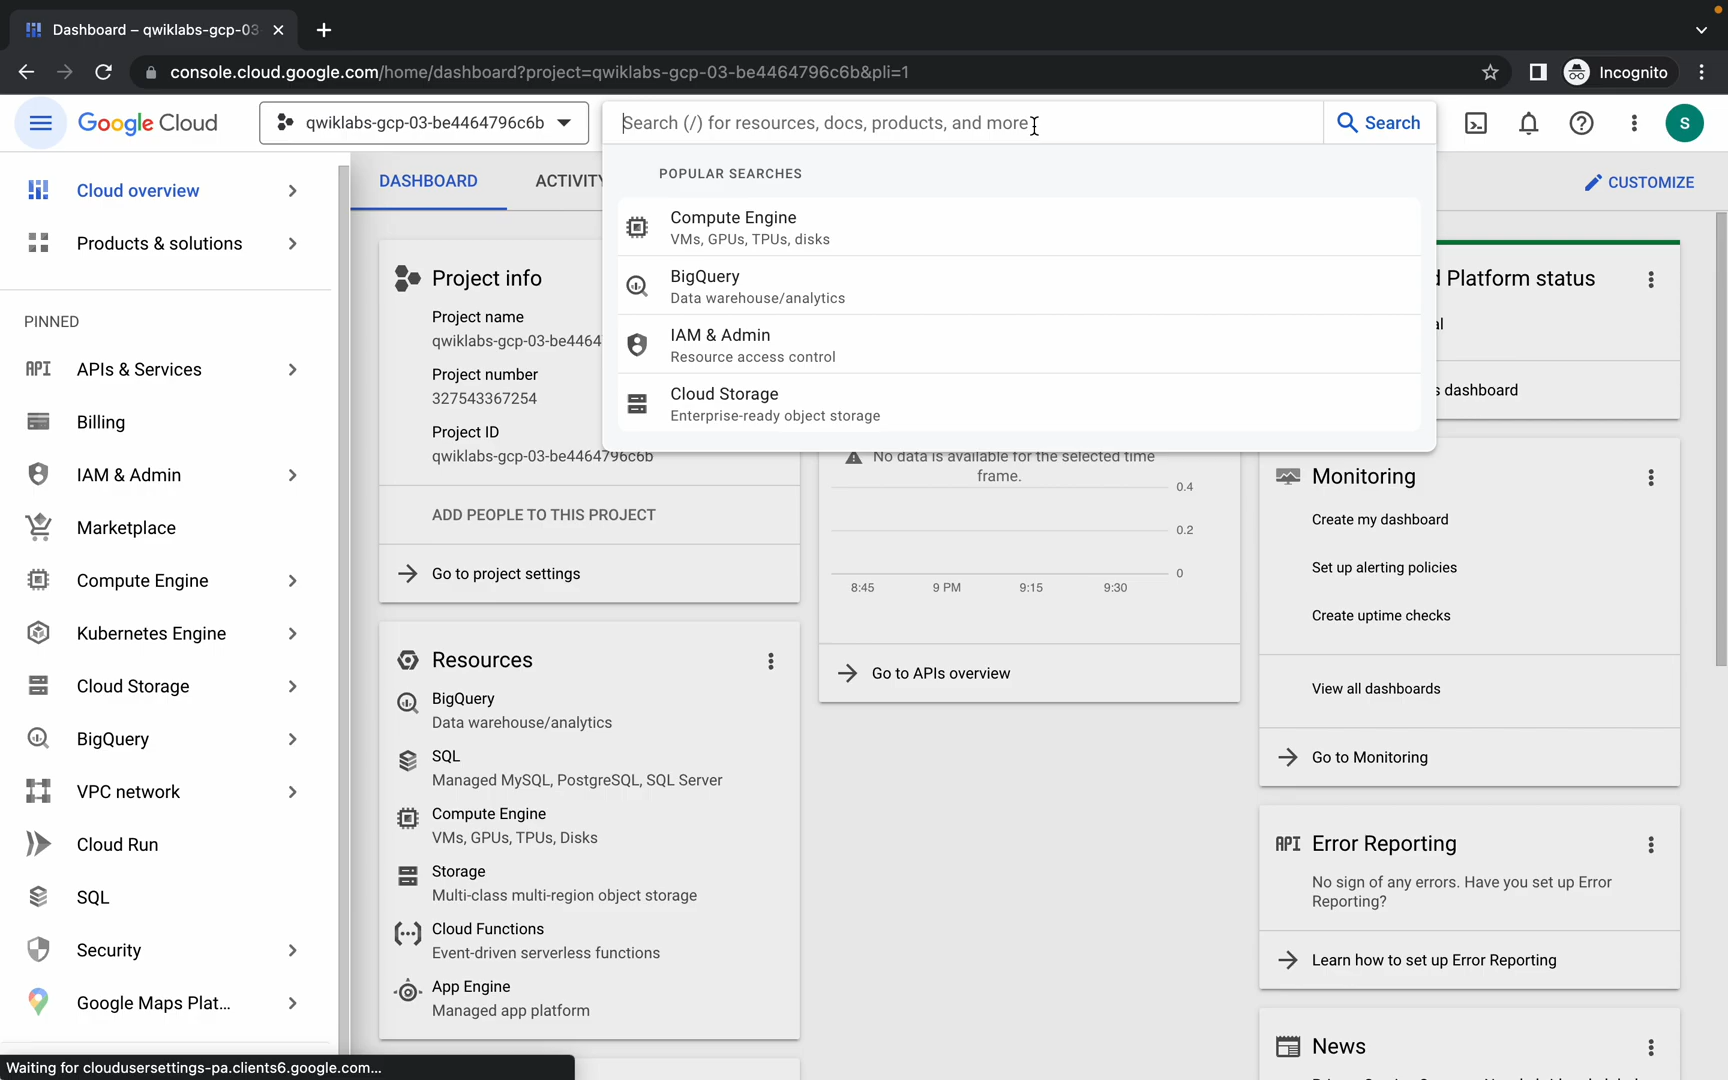 Dashboard – qwiklabs-gcp-03
console.cloud.google.com/home/dashboard?project=qwiklabs-gcp-03-be4464796c6b&pli=1
Incognito
Google Cloud
qwiklabs-gcp-03-be4464796c6b
Search (/) for resources, docs, products, and more
Search
S
POPULAR SEARCHES
Compute Engine
VMs, GPUs, TPUs, disks
BigQuery
Data warehouse/analytics
IAM & Admin
Resource access control
Cloud Storage
Enterprise-ready object storage
Cloud overview
Products & solutions
PINNED
API APIs & Services
Billing
IAM & Admin
Marketplace
Compute Engine
Kubernetes Engine
Cloud Storage
BigQuery
VPC network
Cloud Run
SQL
Security
Google Maps Plat...
Waiting for cloudusersettings-pa.clients6.google.com...
DASHBOARD
ACTIVITY
CUSTOMIZE
Project info
Project name
qwiklabs-gcp-03-be4464
Project number
327543367254
Project ID
qwiklabs-gcp-03-be4464796c6b
ADD PEOPLE TO THIS PROJECT
Go to project settings
Resources
BigQuery
Data warehouse/analytics
SQL
Managed MySQL, PostgreSQL, SQL Server
Compute Engine
VMs, GPUs, TPUs, Disks
Storage
Multi-class multi-region object storage
Cloud Functions
Event-driven serverless functions
App Engine
Managed app platform
No data is available for the selected time
frame.
0.4
0.2
0
8:45
9 PM
9:15
9:30
Go to APIs overview
Platform status
s dashboard
Monitoring
Create my dashboard
Set up alerting policies
Create uptime checks
View all dashboards
Go to Monitoring
API Error Reporting
No sign of any errors. Have you set up Error
Reporting?
Learn how to set up Error Reporting
News